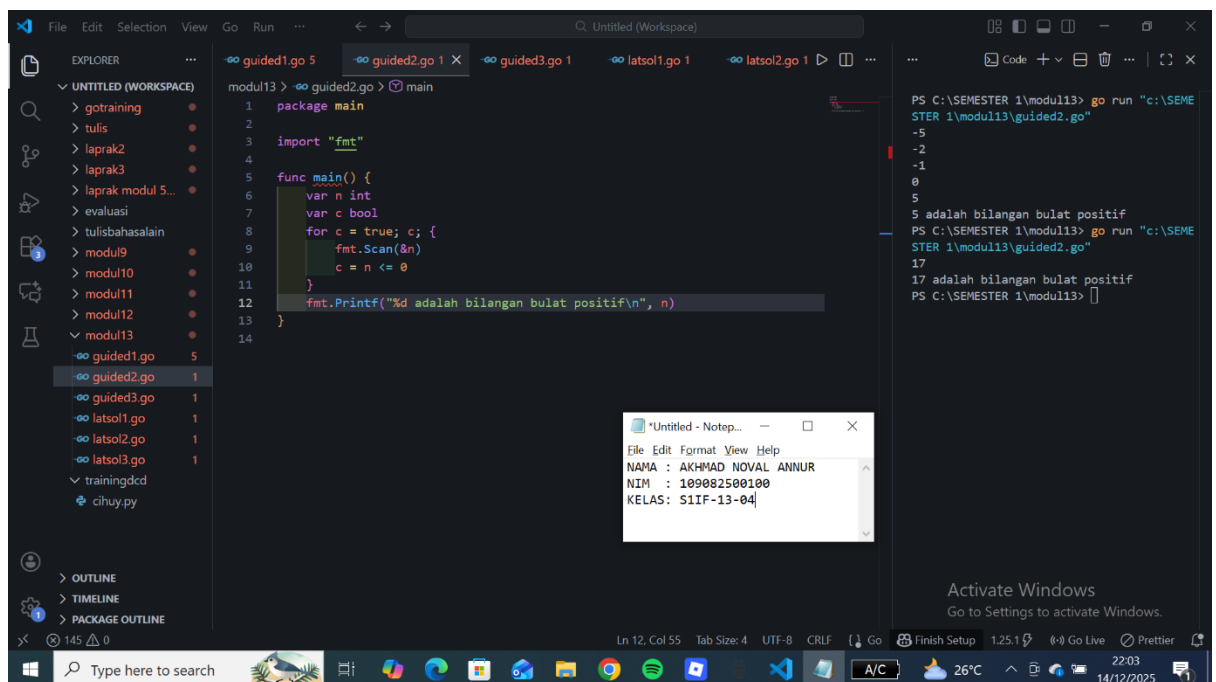 File Edit Selection View Go Run ··· Untitled (Workspace)
EXPLORER ···
UNTITLED (WORKSPACE)
gotraining
tulis
laprak2
laprak3
laprak modul 5...
evaluasi
tulisbahasalain
modul9
modul10
modul11
modul12
modul13
guided1.go 5
guided2.go 1
guided3.go 1
latsol1.go 1
latsol2.go 1
latsol3.go 1
trainingdcd
cihuy.py
OUTLINE
TIMELINE
PACKAGE OUTLINE
3
1
guided1.go 5 guided2.go 1 guided3.go 1 latsol1.go 1 latsol2.go 1 ···
modul13 > guided2.go > main
1 package main
2
3 import "fmt"
4
5 func main() {
6 var n int
7 var c bool
8 for c = true; c; {
9 fmt.Scan(&n)
10 c = n <= 0
11 }
12 fmt.Printf("%d adalah bilangan bulat positif\n", n)
13 }
14
··· Code ···
PS C:\SEMESTER 1\modul13> go run "c:\SEME
STER 1\modul13\guided2.go"
-5
-2
-1
0
5
5 adalah bilangan bulat positif
PS C:\SEMESTER 1\modul13> go run "c:\SEME
STER 1\modul13\guided2.go"
17
17 adalah bilangan bulat positif
PS C:\SEMESTER 1\modul13>
*Untitled - Notep...
File Edit Format View Help
NAMA : AKHMAD NOVAL ANNUR
NIM : 109082500100
KELAS: S1IF-13-04
Activate Windows
Go to Settings to activate Windows.
145 0 Ln 12, Col 55 Tab Size: 4 UTF-8 CRLF Go Finish Setup 1.25.1 Go Live Prettier
Type here to search A/C 26°C 22:03
14/12/2025